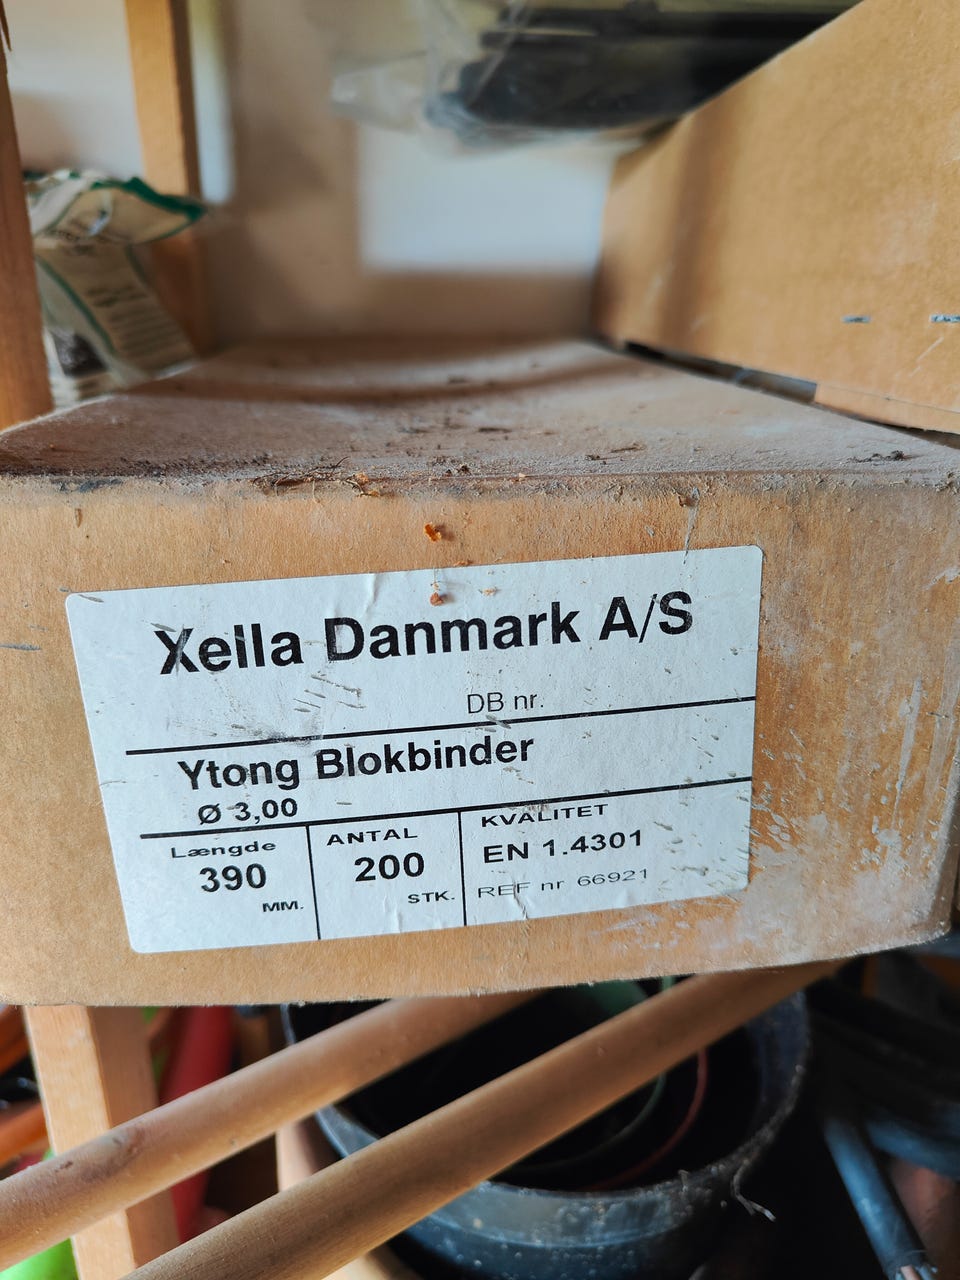 Xella Danmark A/S
DB nr.
Ytong Blokbinder
Ø 3,00
Længde
390
MM.
ANTAL
200
STK.
KVALITET
EN 1.4301
REF nr 66921